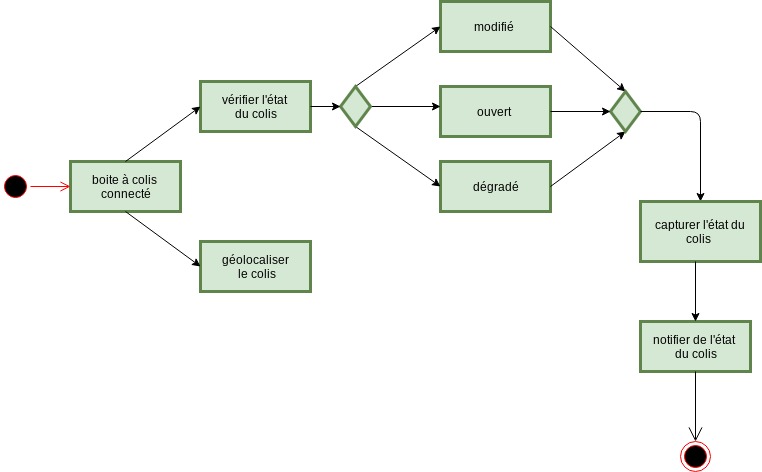 modifié
vérifier l'état
du colis
ouvert
boite à colis
connecté
dégradé
géolocaliser
le colis
capturer l'état du
colis
notifier de l'état
du colis